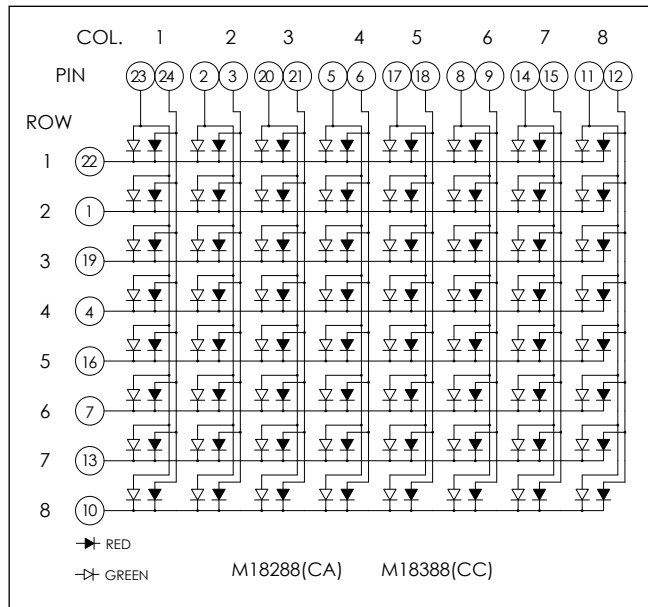 COL. 1 2 3 4 5 6 7 8
PIN 23 24 2 3 20 21 5 6 17 18 8 9 14 15 11 12
ROW
1 22
2 1
3 19
4 4
5 16
6 7
7 13
8 10
RED
GREEN M18288(CA) M18388(CC)